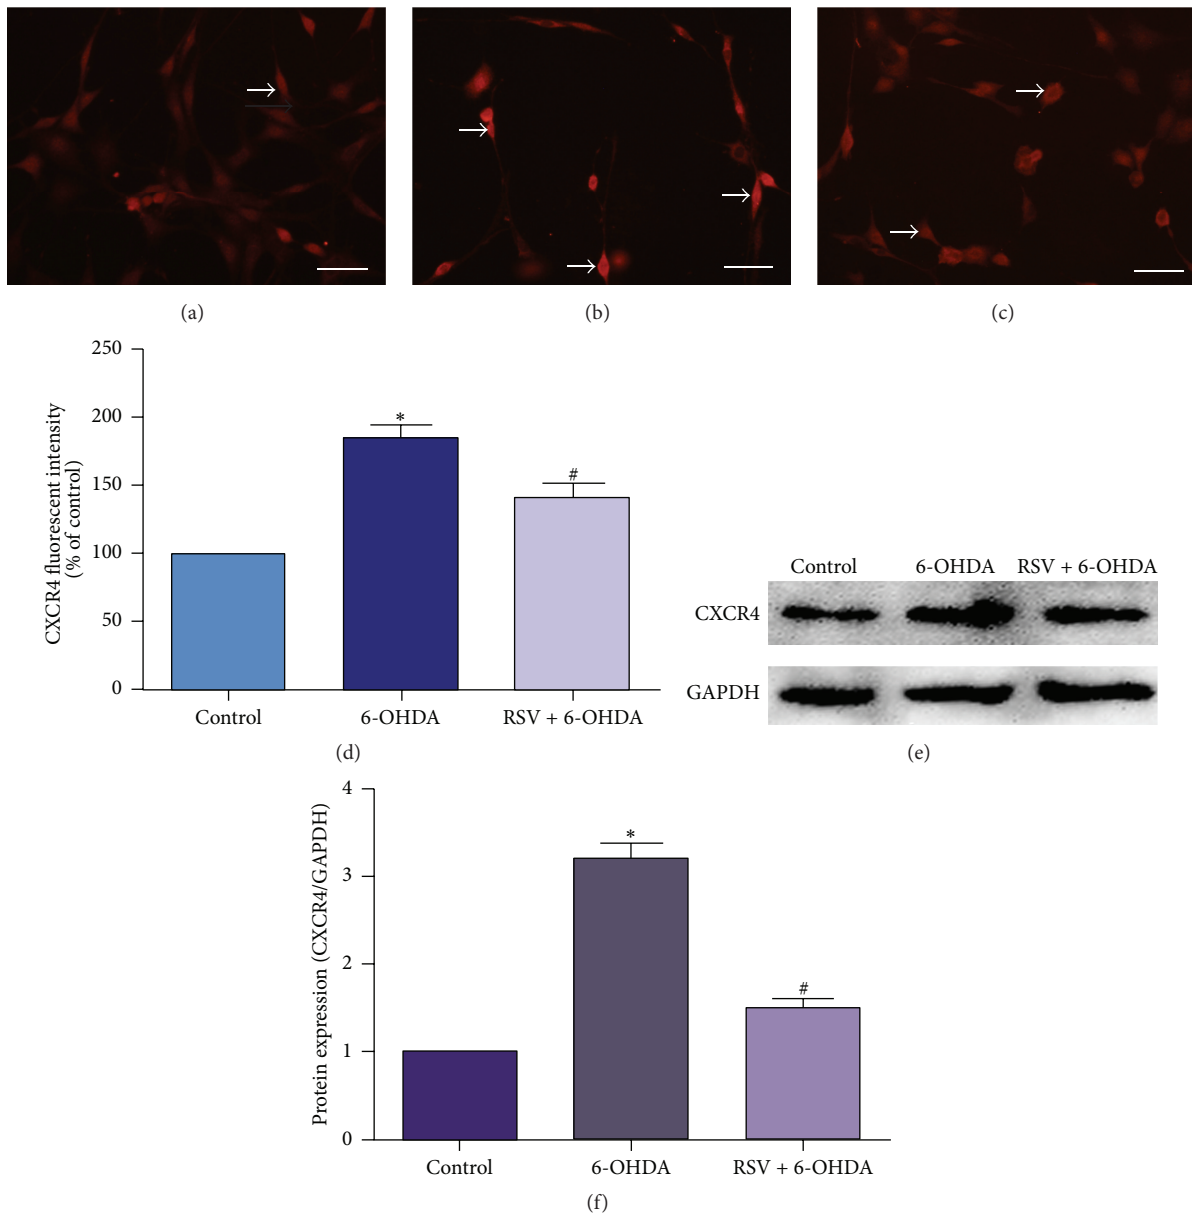 (a)
(b)
(c)
CXCR4 fluorescent intensity
(% of control)
250
200
150
100
50
0
*
#
Control
6-OHDA
RSV + 6-OHDA
(d)
Control
6-OHDA
RSV + 6-OHDA
CXCR4
GAPDH
(e)
Protein expression (CXCR4/GAPDH)
4
3
2
1
0
*
#
Control
6-OHDA
RSV + 6-OHDA
(f)